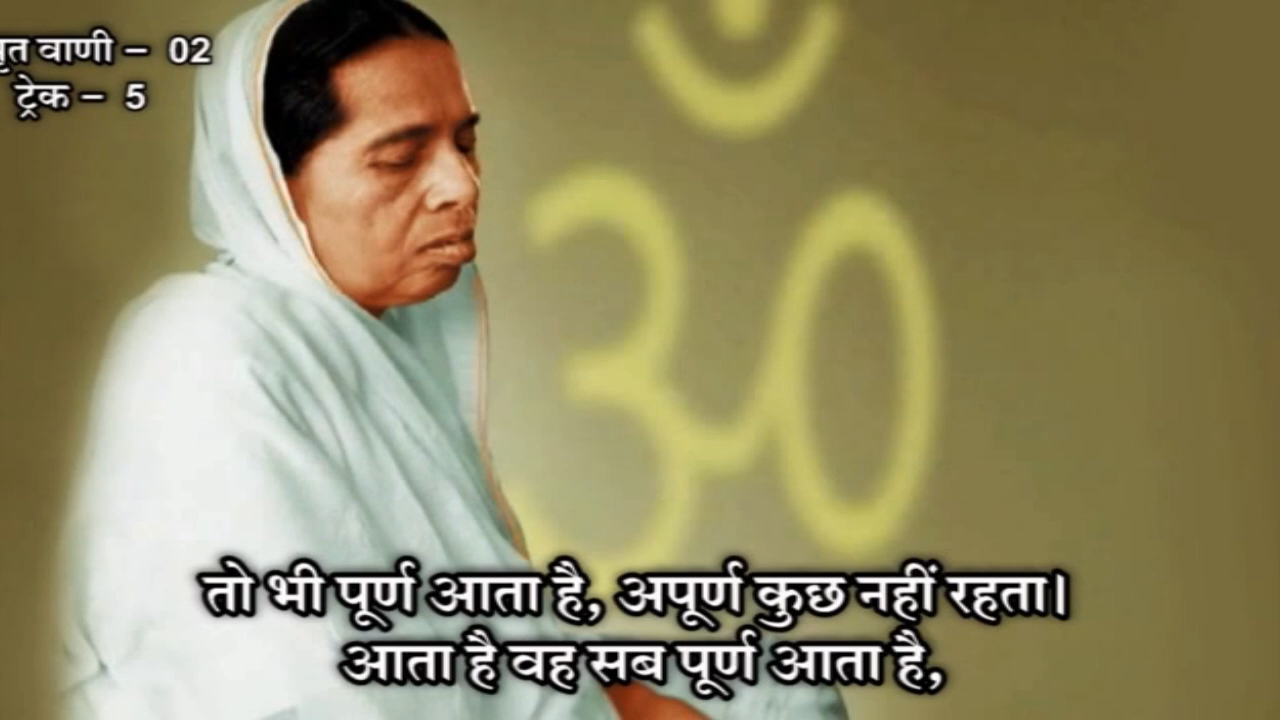 वाणी – 02
ट्रेक – 5
ॐ
तो भी पूर्ण आता है, अपूर्ण कुछ नहीं रहता।
आता है वह सब पूर्ण आता है,